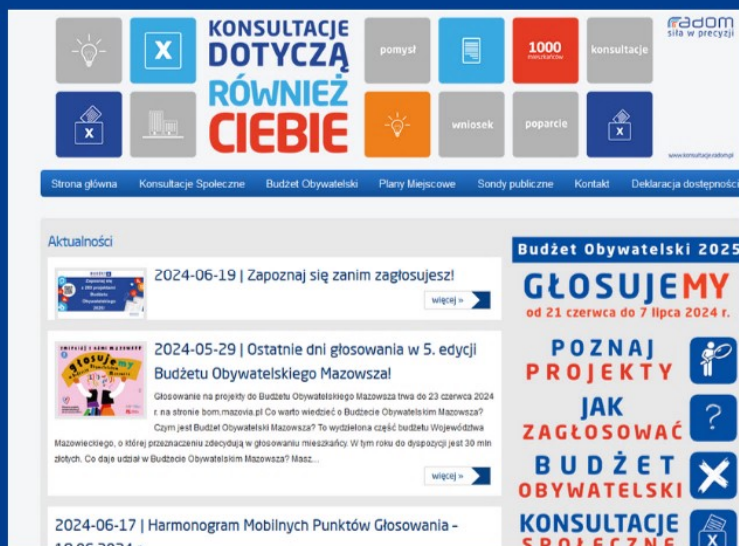 KONSULTACJE
DOTYCZĄ
RÓWNIEŻ
CIEBIE
X
pomysł
1000
mieszkańców
konsultacje
radom
siła w precyzji
X
wniosek
poparcie
X
www.konsultacje.radom.pl
Strona główna Konsultacje Społeczne Budżet Obywatelski Plany Miejscowe Sondy publiczne Kontakt Deklaracja dostępności
Aktualności
2024-06-19 | Zapoznaj się zanim zagłosujesz!
Zapoznaj się
Budżetu
Obywatelskiego
więcej »
głosujemy
2024-05-29 | Ostatnie dni głosowania w 5. edycji
Budżetu Obywatelskiego Mazowsza!
Głosowanie na projekty do Budżetu Obywatelskiego Mazowsza trwa do 23 czerwca 2024
r. na stronie bom.mazovia.pl Co warto wiedzieć o Budżecie Obywatelskim Mazowsza?
Czym jest Budżet Obywatelski Mazowsza? To wydzielona część budżetu Województwa
Mazowieckiego, o której przeznaczeniu zdecydują w głosowaniu mieszkańcy. W tym roku do dyspozycji jest 30 mln
złotych. Co daje udział w Budżecie Obywatelskim Mazowsza? Masz...
więcej »
2024-06-17 | Harmonogram Mobilnych Punktów Głosowania –
Budżet Obywatelski 2025
GŁOSUJEMY
od 21 czerwca do 7 lipca 2024 r.
POZNAJ
PROJEKTY
JAK
ZAGŁOSOWAĆ
?
BUDŻET
OBYWATELSKI
KONSULTACJE
SPOŁECZNE
X